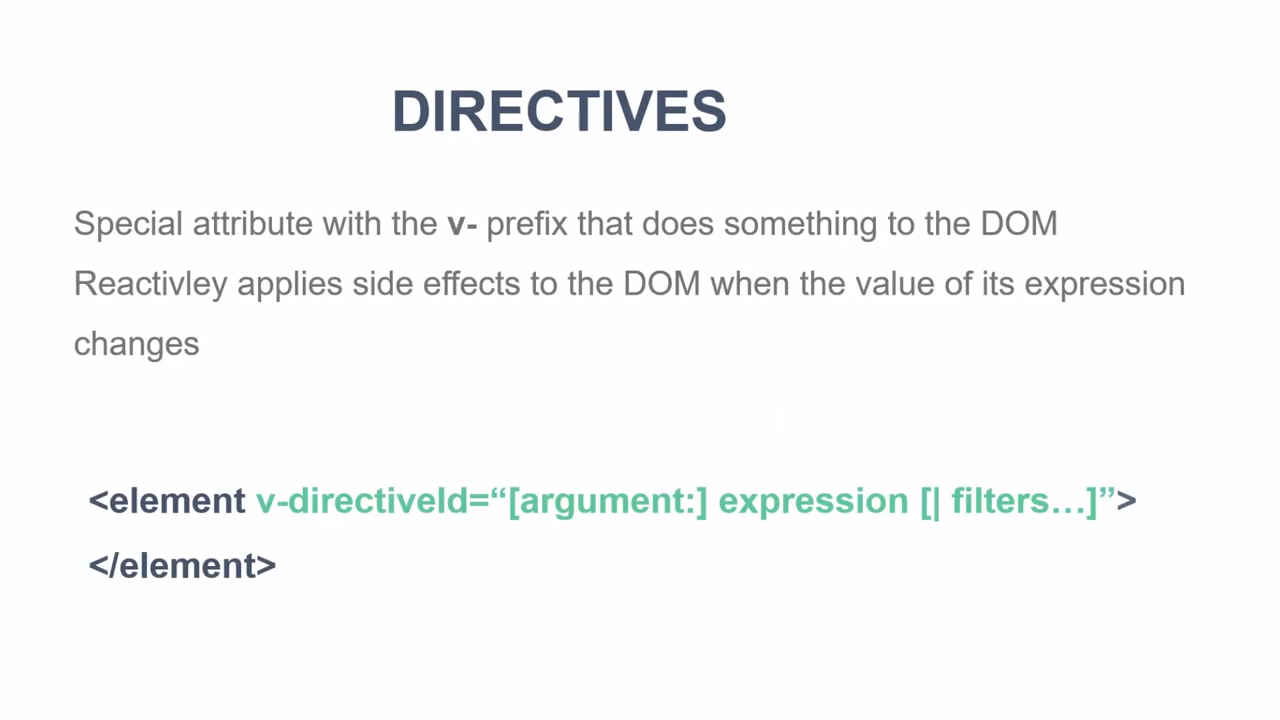 DIRECTIVES
Special attribute with the v- prefix that does something to the DOM
Reactivley applies side effects to the DOM when the value of its expression
changes
<element v-directiveId=“[argument:] expression [| filters…]”>
</element>